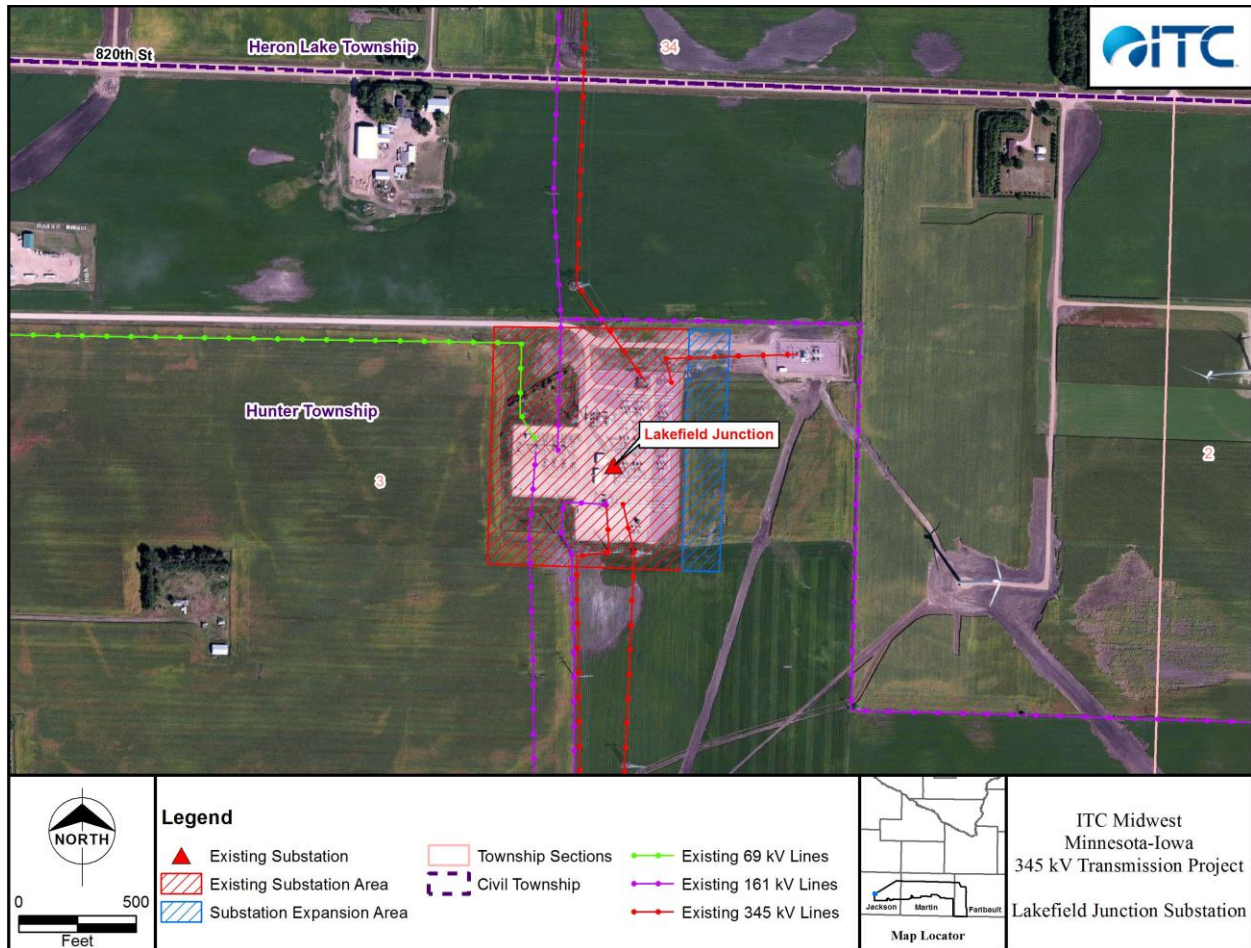 820th St
Heron Lake Township
34
ITC
Hunter Township
3
Lakefield Junction
2
NORTH
0 500
Feet
Legend
Existing Substation
Existing Substation Area
Substation Expansion Area
Township Sections
Civil Township
Existing 69 kV Lines
Existing 161 kV Lines
Existing 345 kV Lines
Jackson Martin Faribault
Map Locator
ITC Midwest
Minnesota-Iowa
345 kV Transmission Project
Lakefield Junction Substation